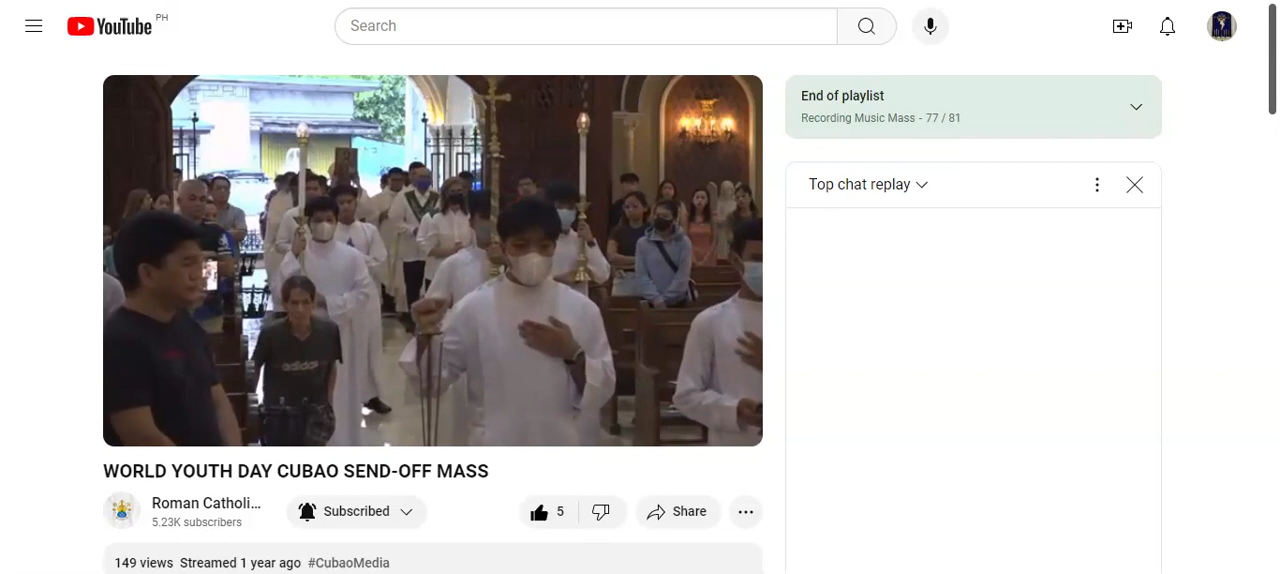 YouTube PH
Search
End of playlist
Recording Music Mass - 77 / 81
Top chat replay
adidas
WORLD YOUTH DAY CUBAO SEND-OFF MASS
Roman Catholi...
5.23K subscribers
Subscribed
5
Share
149 views Streamed 1 year ago #CubaoMedia